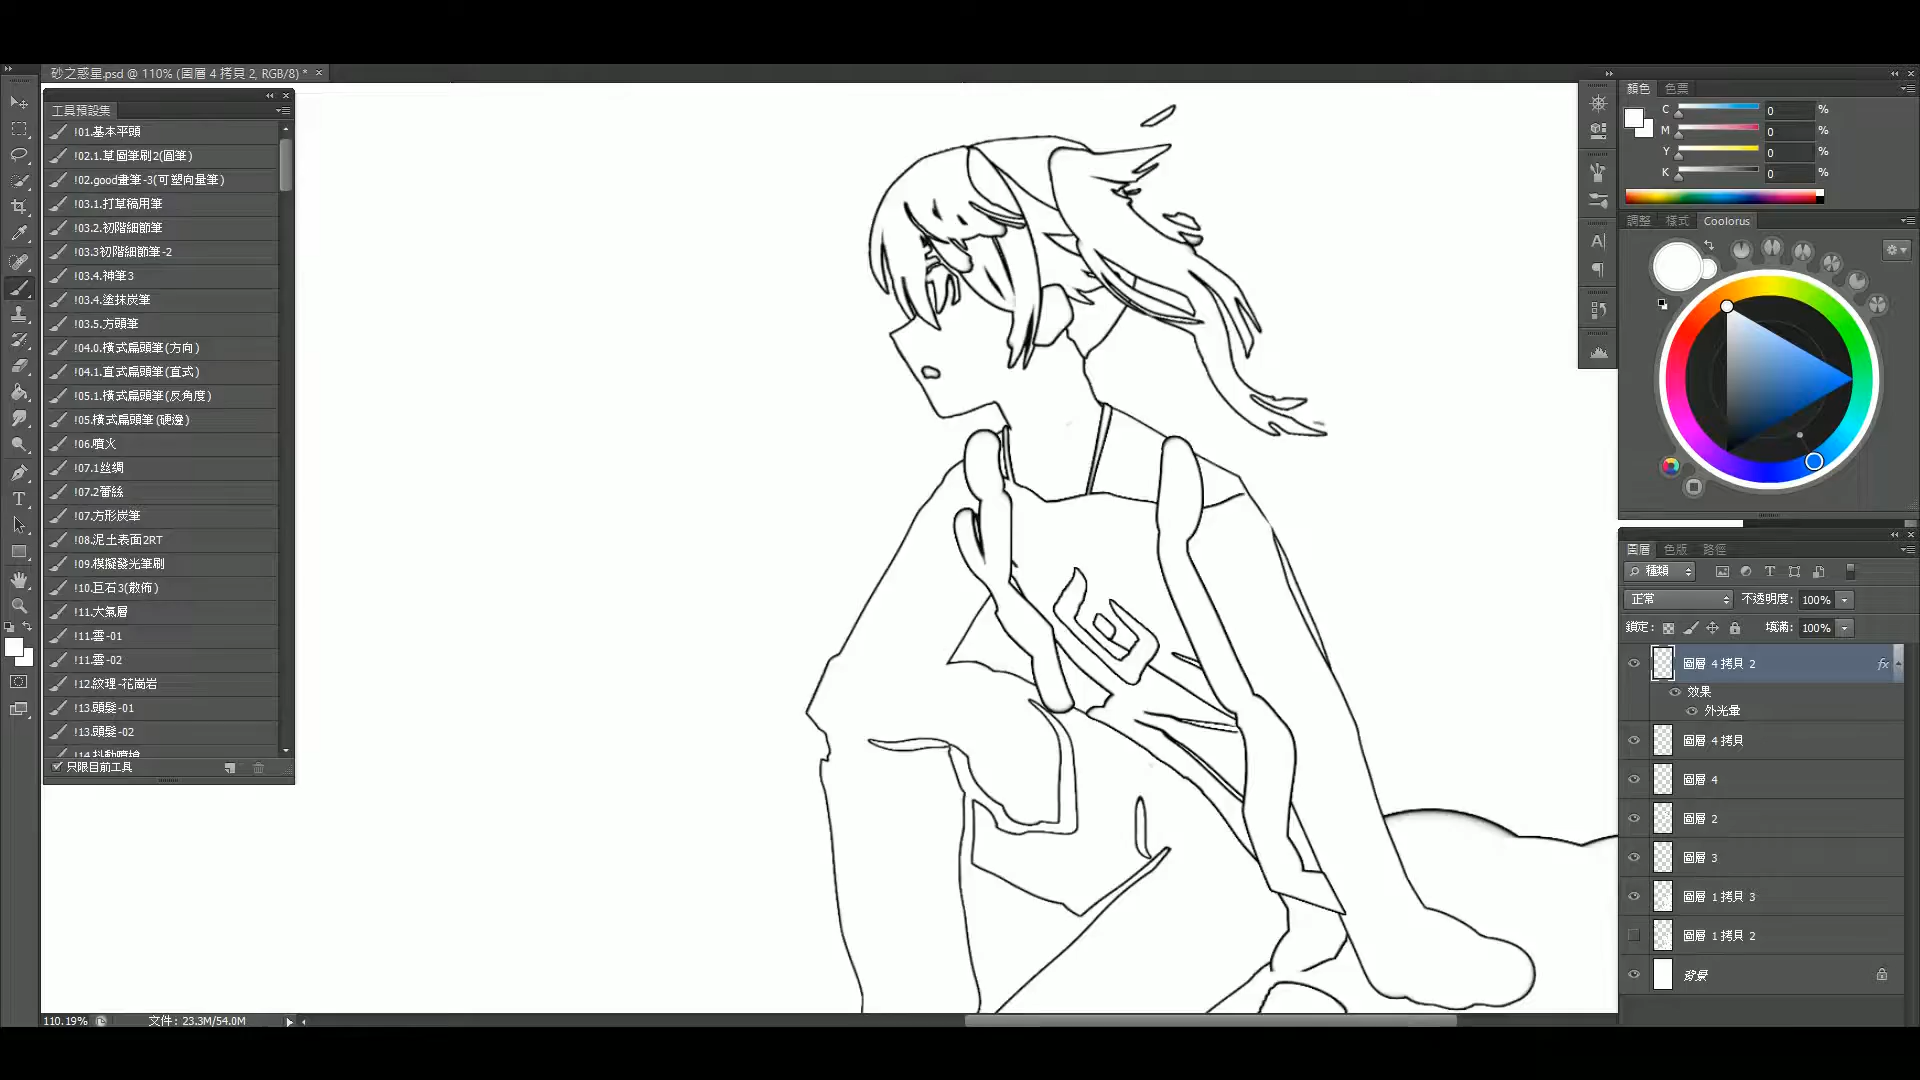 砂之惑星.psd @ 110% (圖層 4 拷貝 2, RGB/8) * ×
工具預設集
!01.基本平頭
!02.1.草圖筆刷2(圓筆)
!02.good畫筆-3(可塑向量筆)
!03.1.打草稿用筆
!03.2.初階細節筆
!03.3初階細節筆-2
!03.4.神筆3
!03.4.塗抹炭筆
!03.5.方頭筆
!04.0.橫式扁頭筆(方向)
!04.1.直式扁頭筆(直式)
!05.1.橫式扁頭筆(反角度)
!05.橫式扁頭筆(硬澄)
!06.噴火
!07.1丝绸
!07.2蕾絲
!07.方形炭筆
!08.泥土表面2RT
!09.模擬發光筆刷
!10.巨石3(散佈)
!11.大氣層
!11.雲-01
!11.雲-02
!12.紋理-花崗岩
!13.頭髮-01
!13.頭髮-02
!14.抖動噴槍
只限目前工具
110.19% 文件: 23.3M/54.0M
顏色 色票
C 0 %
M 0 %
Y 0 %
K 0 %
調整 樣式 Coolorus
圖層 色版 路徑
種類
正常 不透明度: 100%
鎖定: 填滿: 100%
圖層 4 拷貝 2 fx
效果
外光暈
圖層 4 拷貝
圖層 4
圖層 2
圖層 3
圖層 1 拷貝 3
圖層 1 拷貝 2
背景